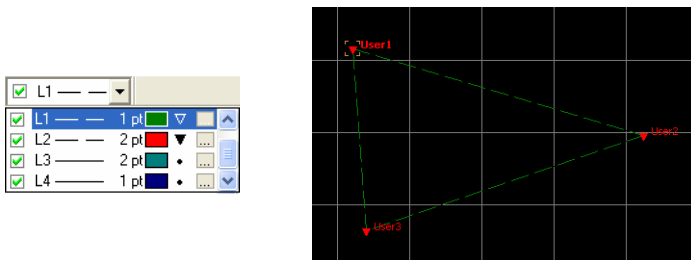 L1
L1 1 pt ...
L2 2 pt ...
L3 2 pt ...
L4 1 pt ...
User1
User2
User3